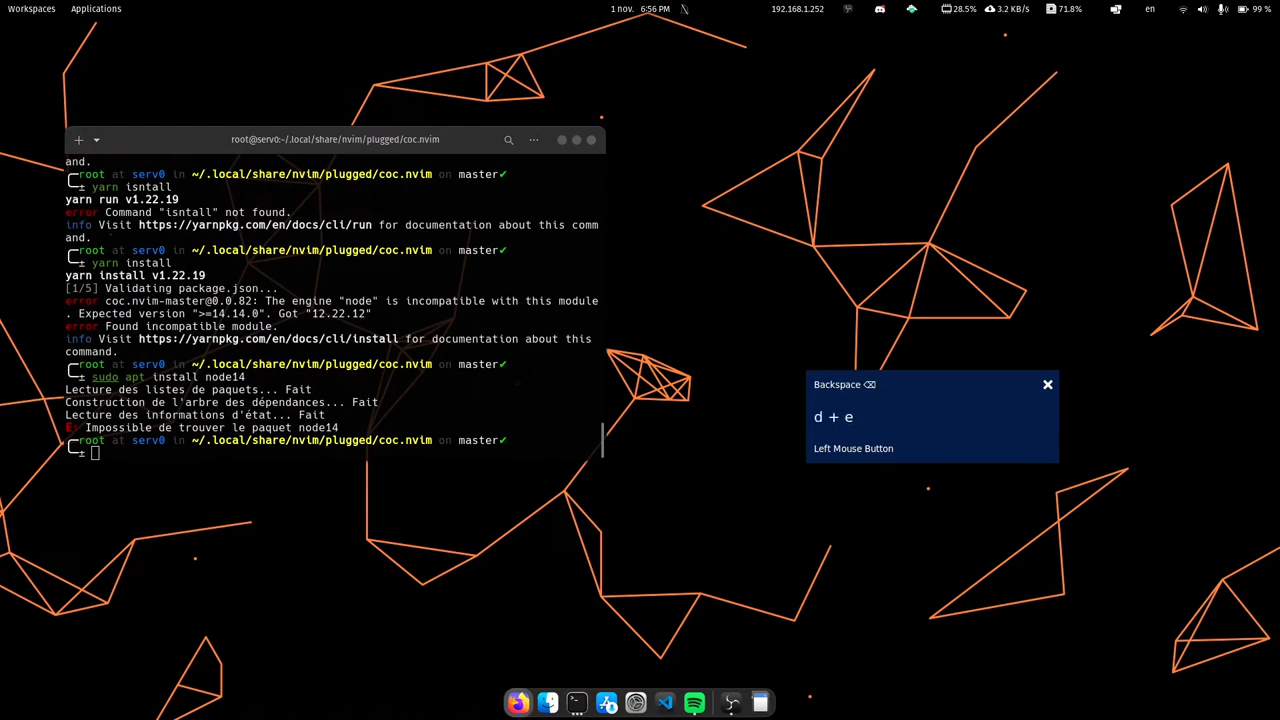 Workspaces Applications 1 nov. 6:56 PM 192.168.1.252 28.5% 3.2 KB/s 71.8% en 99 %
root@serv0:~/.local/share/nvim/plugged/coc.nvim
and.
root at serv0 in ~/.local/share/nvim/plugged/coc.nvim on master✔
± yarn isntall
yarn run v1.22.19
error Command "isntall" not found.
info Visit https://yarnpkg.com/en/docs/cli/run for documentation about this comm
and.
root at serv0 in ~/.local/share/nvim/plugged/coc.nvim on master✔
± yarn install
yarn install v1.22.19
[1/5] Validating package.json...
error coc.nvim-master@0.0.82: The engine "node" is incompatible with this module
. Expected version ">=14.14.0". Got "12.22.12"
error Found incompatible module.
info Visit https://yarnpkg.com/en/docs/cli/install for documentation about this
command.
root at serv0 in ~/.local/share/nvim/plugged/coc.nvim on master✔
± sudo apt install node14
Lecture des listes de paquets... Fait
Construction de l'arbre des dépendances... Fait
Lecture des informations d'état... Fait
E: Impossible de trouver le paquet node14
root at serv0 in ~/.local/share/nvim/plugged/coc.nvim on master✔
±
Backspace ⌫
d + e
Left Mouse Button